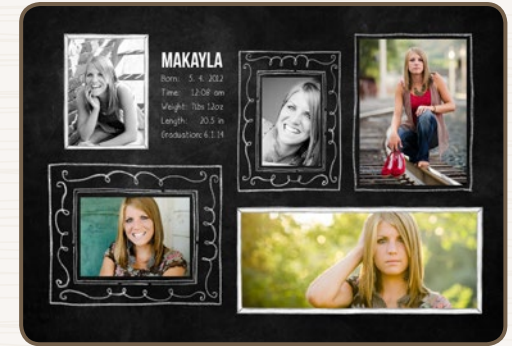 MAKAYLA
Born: 5. 4. 2012
Time: 12:08 am
Weight: 7lbs 12oz
Length: 20.5 in
Graduation: 6.1.14